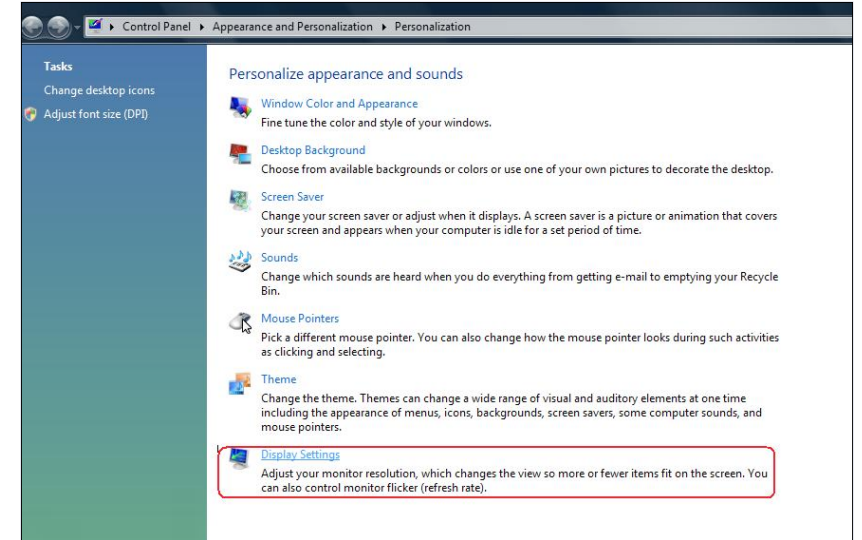 Control Panel ▸ Appearance and Personalization ▸ Personalization
Tasks
Change desktop icons
Adjust font size (DPI)
Personalize appearance and sounds
Window Color and Appearance
Fine tune the color and style of your windows.
Desktop Background
Choose from available backgrounds or colors or use one of your own pictures to decorate the desktop.
Screen Saver
Change your screen saver or adjust when it displays. A screen saver is a picture or animation that covers
your screen and appears when your computer is idle for a set period of time.
Sounds
Change which sounds are heard when you do everything from getting e-mail to emptying your Recycle
Bin.
Mouse Pointers
Pick a different mouse pointer. You can also change how the mouse pointer looks during such activities
as clicking and selecting.
Theme
Change the theme. Themes can change a wide range of visual and auditory elements at one time
including the appearance of menus, icons, backgrounds, screen savers, some computer sounds, and
mouse pointers.
Display Settings
Adjust your monitor resolution, which changes the view so more or fewer items fit on the screen. You
can also control monitor flicker (refresh rate).